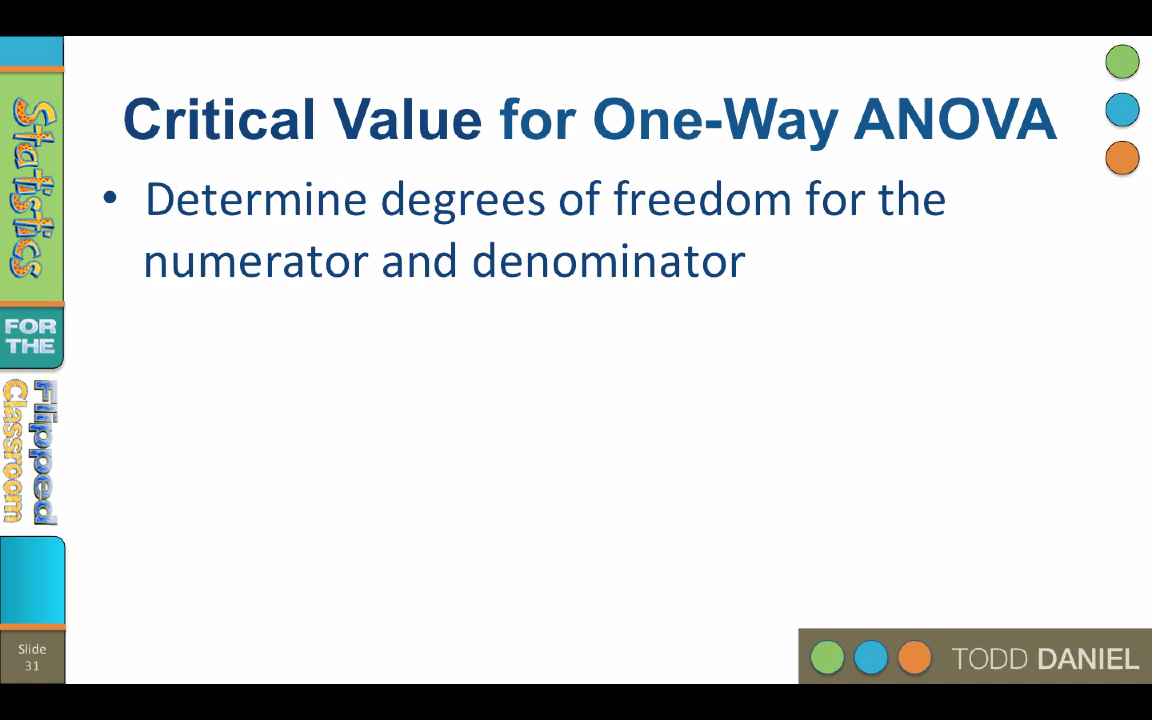 Critical Value for One-Way ANOVA
• Determine degrees of freedom for the
numerator and denominator
Statistics
FOR
THE
Flipped
Classroom
Slide
31
TODD DANIEL